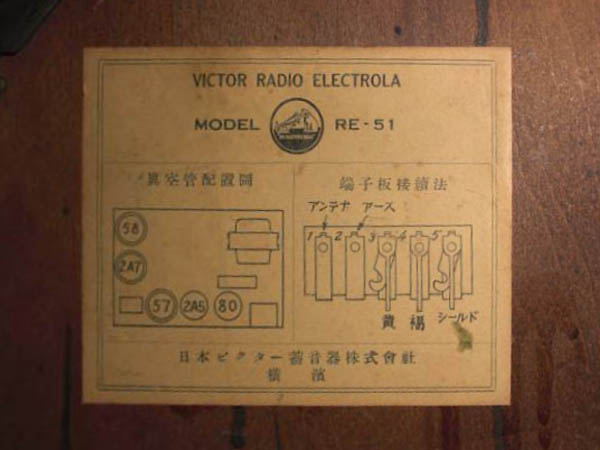 VICTOR RADIO ELECTROLA
MODEL RE-51
眞空管配置圖
58
2A7
57 2A5 80
端子板接續法
アンテナ アース
1 2 3 4 5
黄 褐 シールド
日本ビクター蓄音器株式會社
横濱